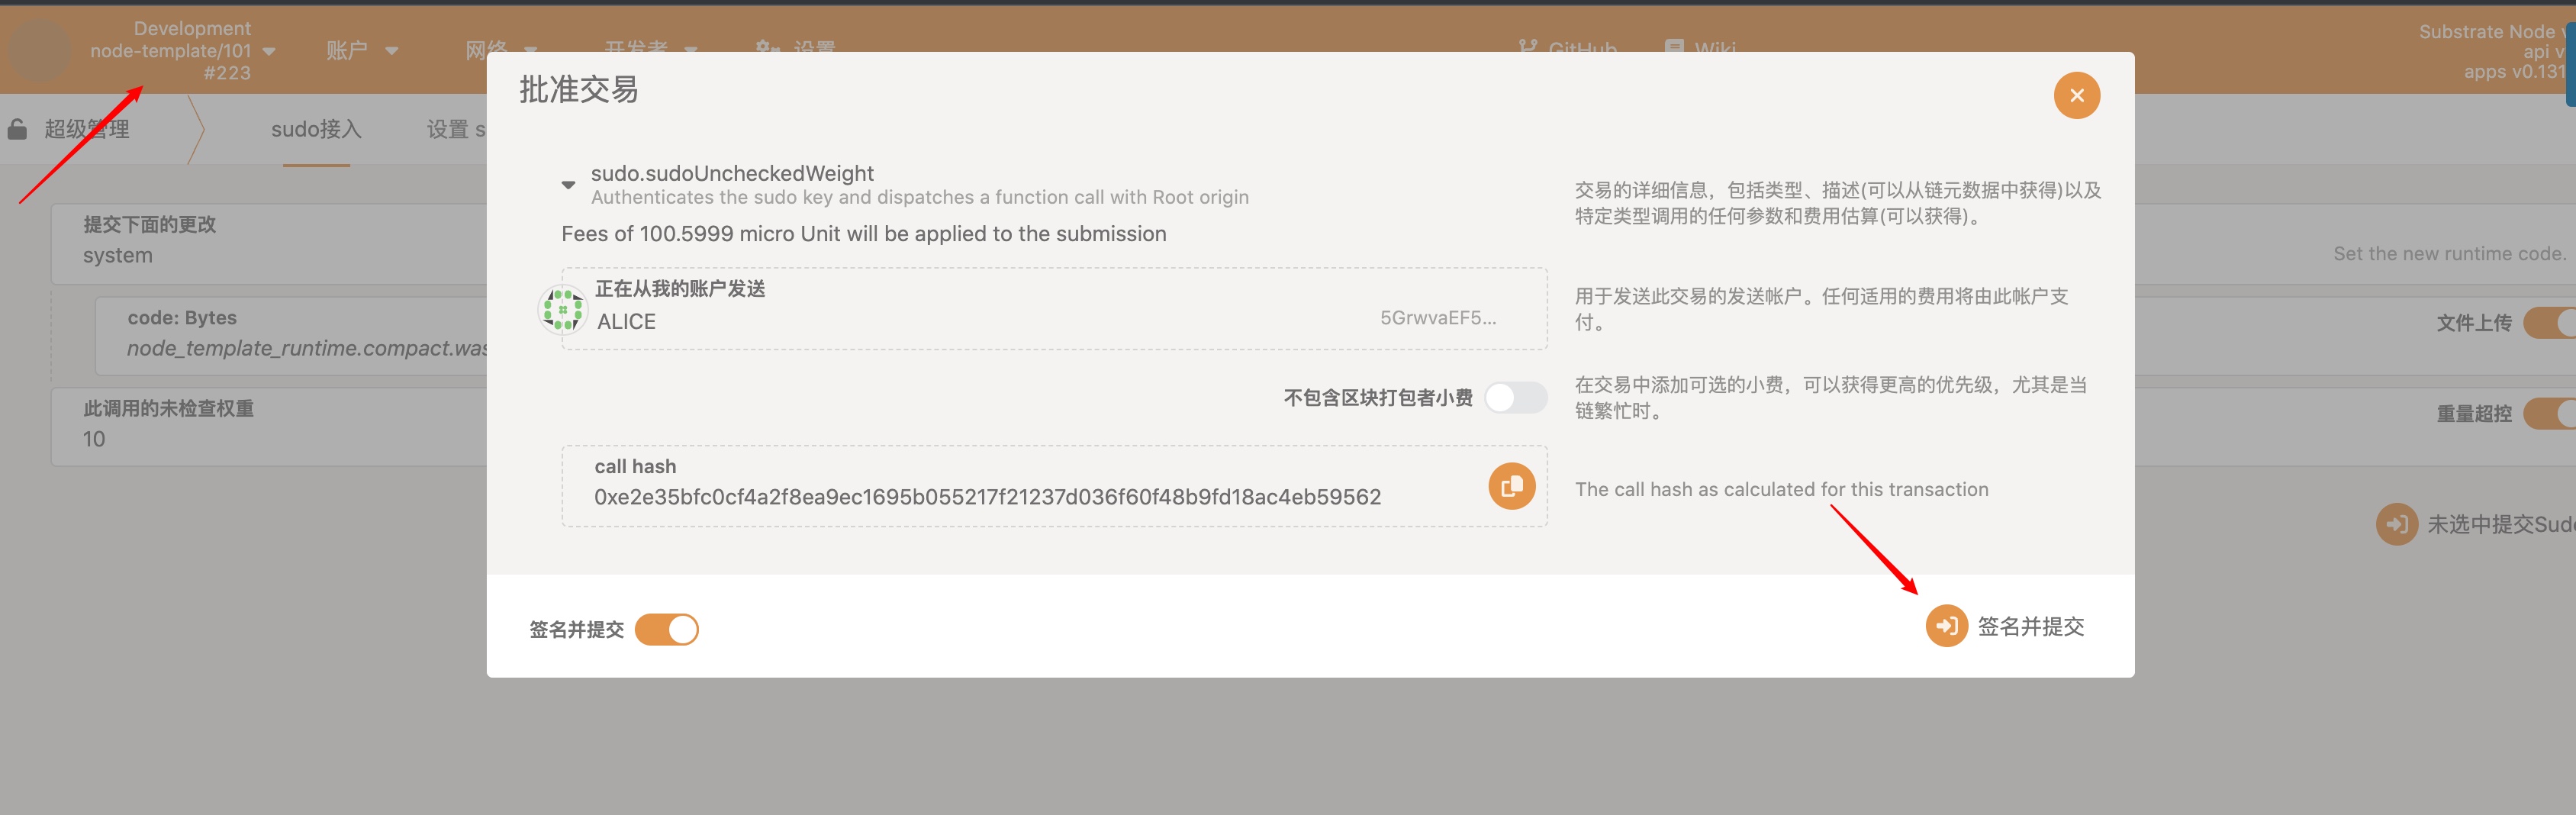 Development
node-template/101
#223
账户
网络
开发者
设置
GitHub
Wiki
Substrate Node v
api v
apps v0.131
超级管理
sudo接入
设置 s
提交下面的更改
system
Set the new runtime code.
code: Bytes
node_template_runtime.compact.was
文件上传
此调用的未检查权重
10
重量超控
未选中提交Sud
批准交易
sudo.sudoUncheckedWeight
Authenticates the sudo key and dispatches a function call with Root origin
Fees of 100.5999 micro Unit will be applied to the submission
交易的详细信息，包括类型、描述(可以从链元数据中获得)以及
特定类型调用的任何参数和费用估算(可以获得)。
正在从我的账户发送
ALICE
5GrwvaEF5...
用于发送此交易的发送帐户。任何适用的费用将由此帐户支
付。
不包含区块打包者小费
在交易中添加可选的小费，可以获得更高的优先级，尤其是当
链繁忙时。
call hash
0xe2e35bfc0cf4a2f8ea9ec1695b055217f21237d036f60f48b9fd18ac4eb59562
The call hash as calculated for this transaction
签名并提交
签名并提交